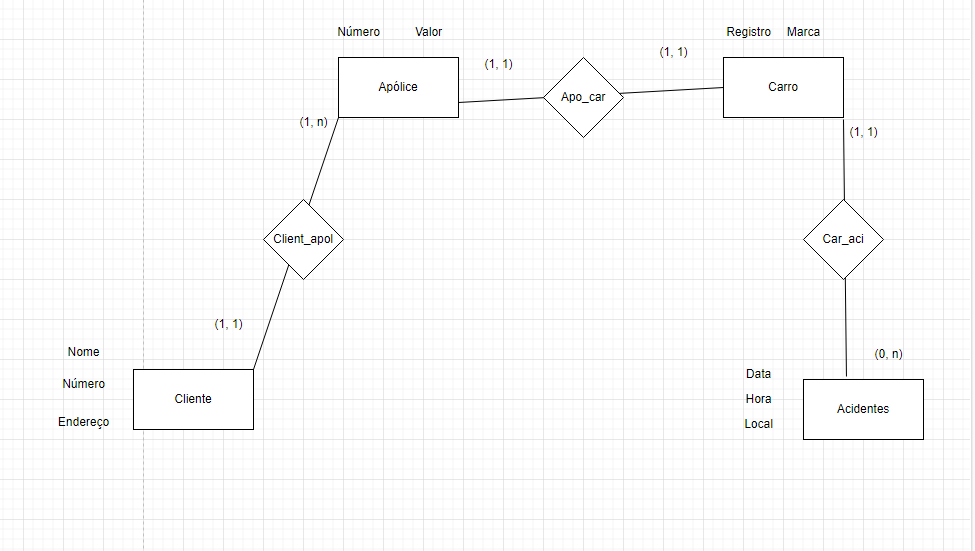 Número Valor
Registro Marca
(1, 1)
(1, 1)
Apólice
Apo_car
Carro
(1, n)
(1, 1)
Client_apol
Car_aci
(1, 1)
(0, n)
Nome
Número
Endereço
Cliente
Data
Hora
Local
Acidentes